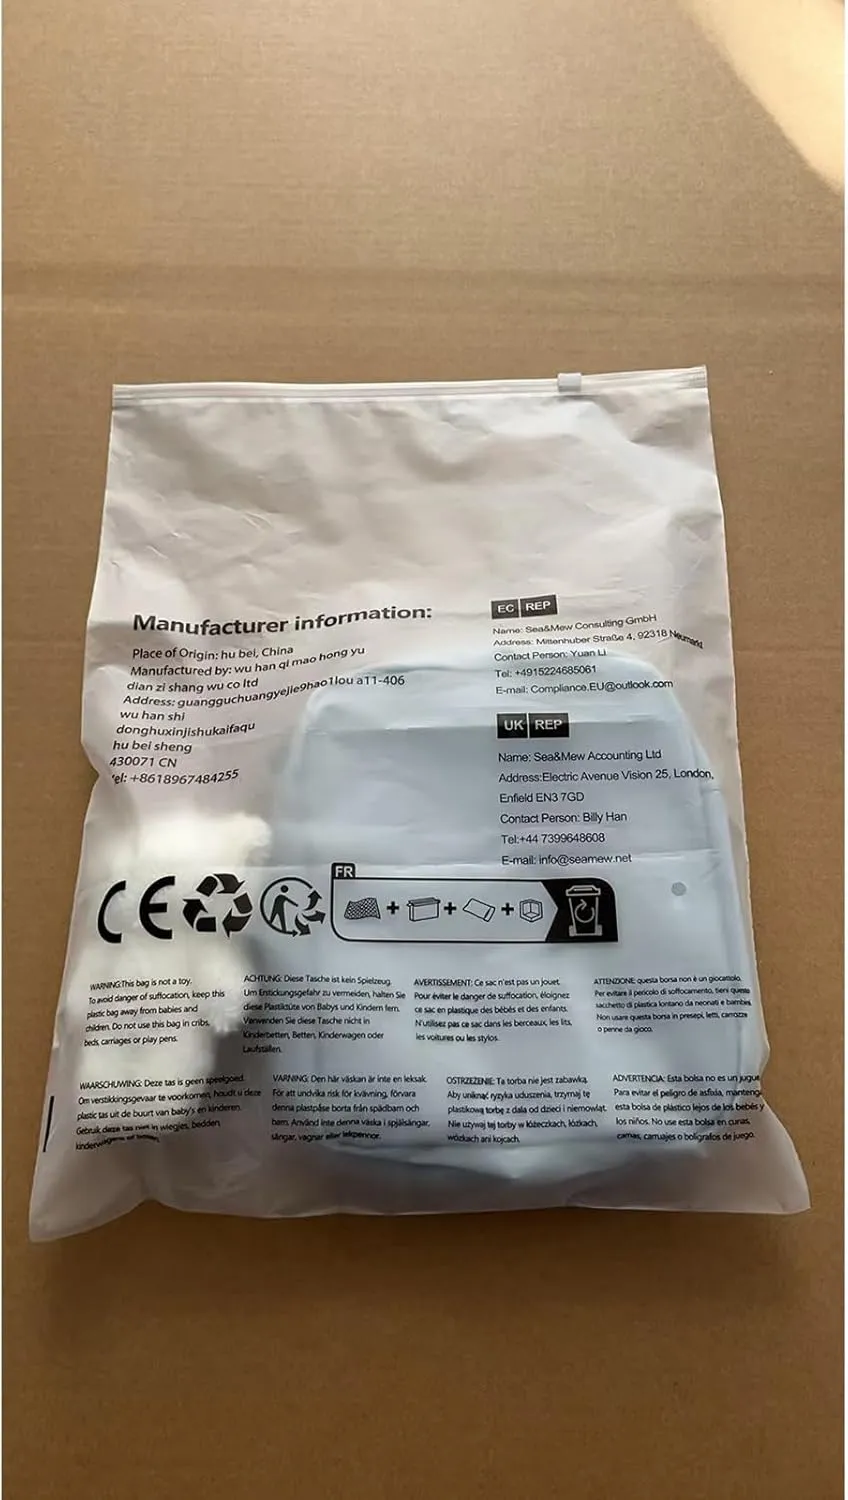 Manufacturer information:
Place of Origin: hu bei, China
Manufactured by: wu han qi mao hong yu
dian zi shang wu co ltd
Address: guangguchuangyejie9hao1lou a11-406
wu han shi
donghuxinjishukaifaqu
hu bei sheng
430071 CN
el: +8618967484255
EC REP
Name: Sea&Mew Consulting GmbH
Address: Mittenhuber Straße 4, 92318 Neumarkt
Contact Person: Yuan Li
Tel: +4915224685061
E-mail: Compliance.EU@outlook.com
UK REP
Name: Sea&Mew Accounting Ltd
Address:Electric Avenue Vision 25, London,
Enfield EN3 7GD
Contact Person: Billy Han
Tel:+44 7399648608
E-mail: info@seamew.net
CE
FR
WARNING:This bag is not a toy.
To avoid danger of suffocation, keep this
plastic bag away from babies and
children. Do not use this bag in cribs,
beds, carriages or play pens.
ACHTUNG: Diese Tasche ist kein Spielzeug.
Um Erstickungsgefahr zu vermeiden, halten Sie
diese Plastiktüte von Babys und Kindern fern.
Verwenden Sie diese Tasche nicht in
Kinderbetten, Betten, Kinderwagen oder
Laufställen.
AVERTISSEMENT: Ce sac n'est pas un jouet.
Pour éviter le danger de suffocation, éloignez
ce sac en plastique des bébés et des enfants.
N'utilisez pas ce sac dans les berceaux, les lits,
les voitures ou les stylos.
ATTENZIONE: questa borsa non è un giocattolo.
Per evitare il pericolo di soffocamento, tieni questo
sacchetto di plastica lontano da neonati e bambini.
Non usare questa borsa in presepi, letti, carrozze
o penne da gioco.
WAARSCHUWING: Deze tas is geen speelgoed.
Om verstikkingsgevaar te voorkomen, houdt u deze
plastic tas uit de buurt van baby's en kinderen.
Gebruik deze tas niet in wiegjes, bedden,
kinderwagens of boxen.
VARNING: Den här väskan är inte en leksak.
För att undvika risk för kvävning, förvara
denna plastpåse borta från spädbarn och
barn. Använd inte denna väska i spjälsängar,
sängar, vagnar eller lekpennor.
OSTRZEŻENIE: Ta torba nie jest zabawką.
Aby uniknąć ryzyka uduszenia, trzymaj tę
plastikową torbę z dala od dzieci i niemowląt.
Nie używaj tej torby w łóżeczkach, łóżkach,
wózkach ani kojcach.
ADVERTENCIA: Esta bolsa no es un jugue
Para evitar el peligro de asfixia, manteng
esta bolsa de plástico lejos de los bebés y
los niños. No use esta bolsa en cunas,
camas, carruajes o bolígrafos de juego.